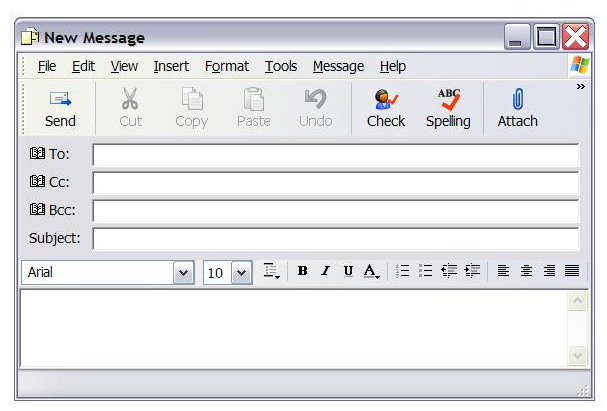 New Message
File Edit View Insert Format Tools Message Help
ABC
Send Cut Copy Paste Undo Check Spelling Attach
To:
Cc:
Bcc:
Subject:
Arial 10 B I U A